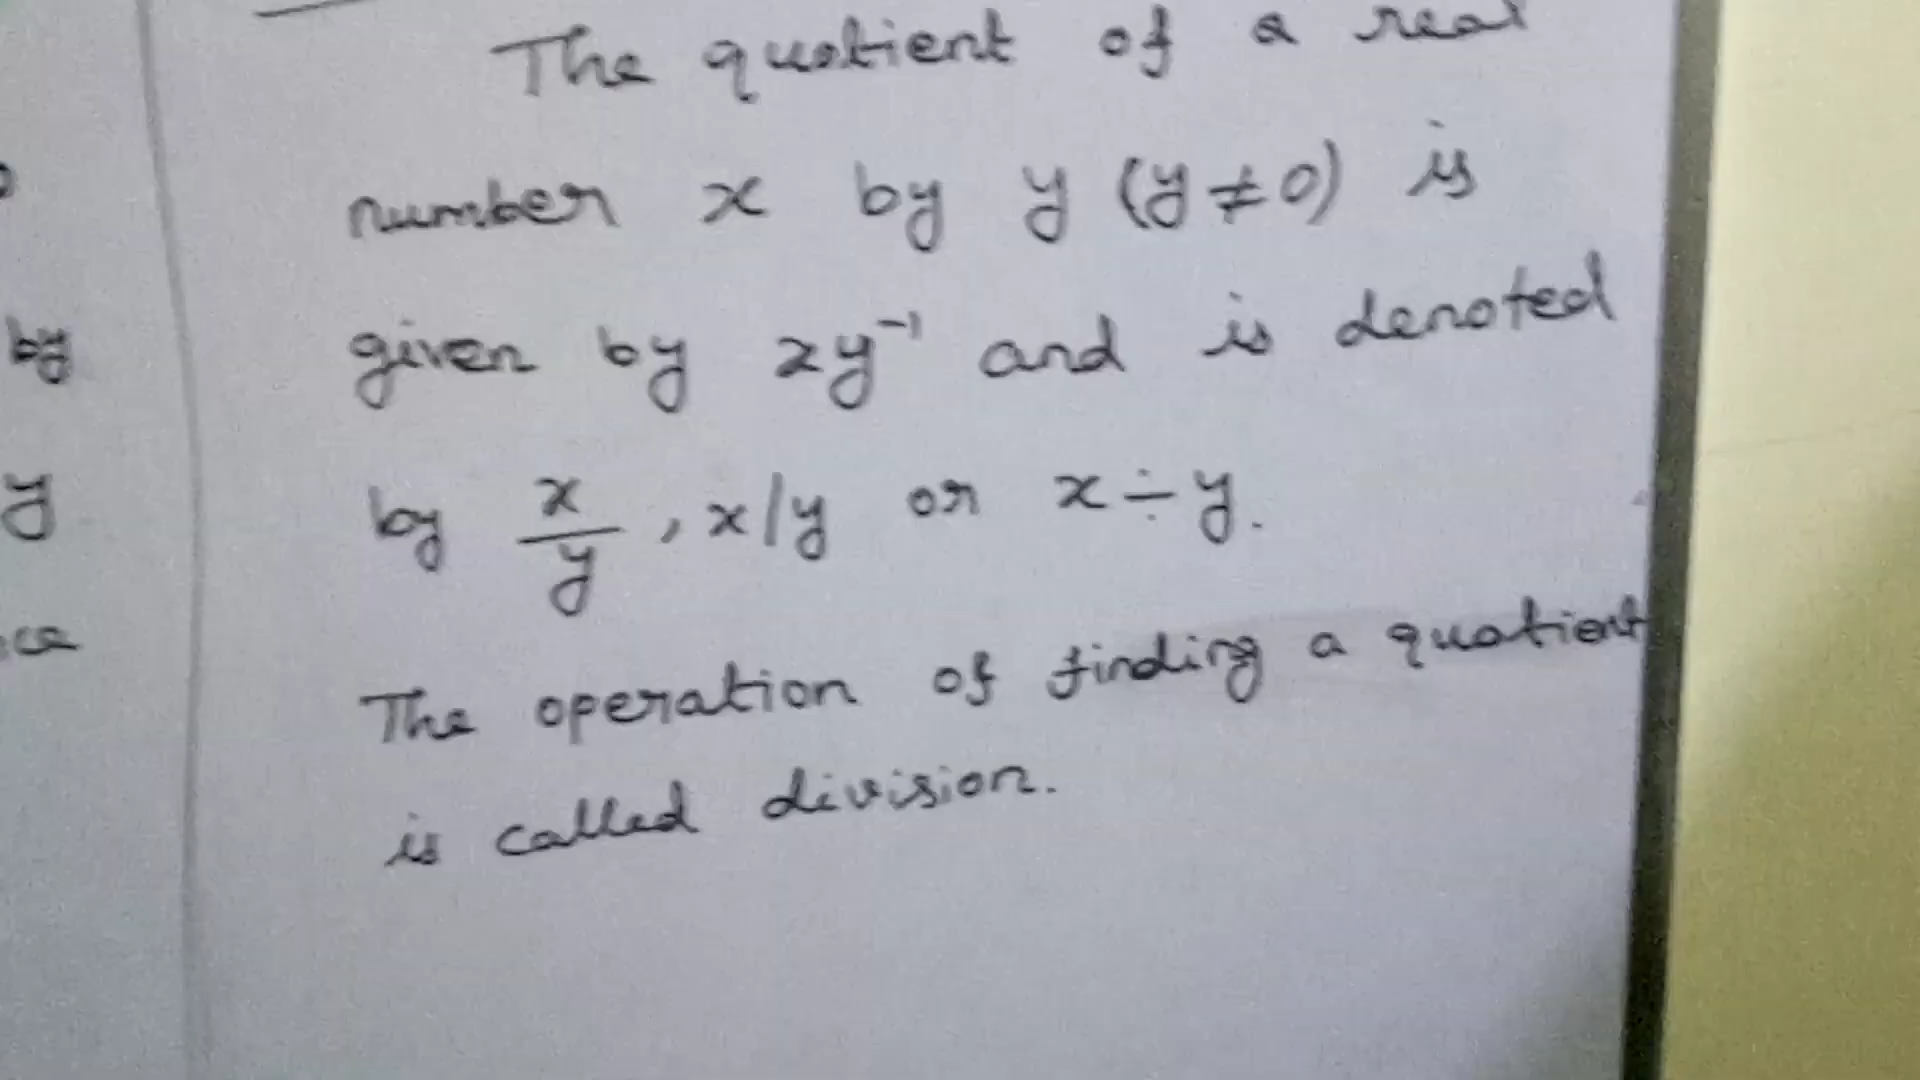 The quotient of a real
number x by y (y ≠ 0) is
given by xy⁻¹ and is denoted
by x/y , x/y or x ÷ y.
The operation of finding a quotient
is called division.
by
y